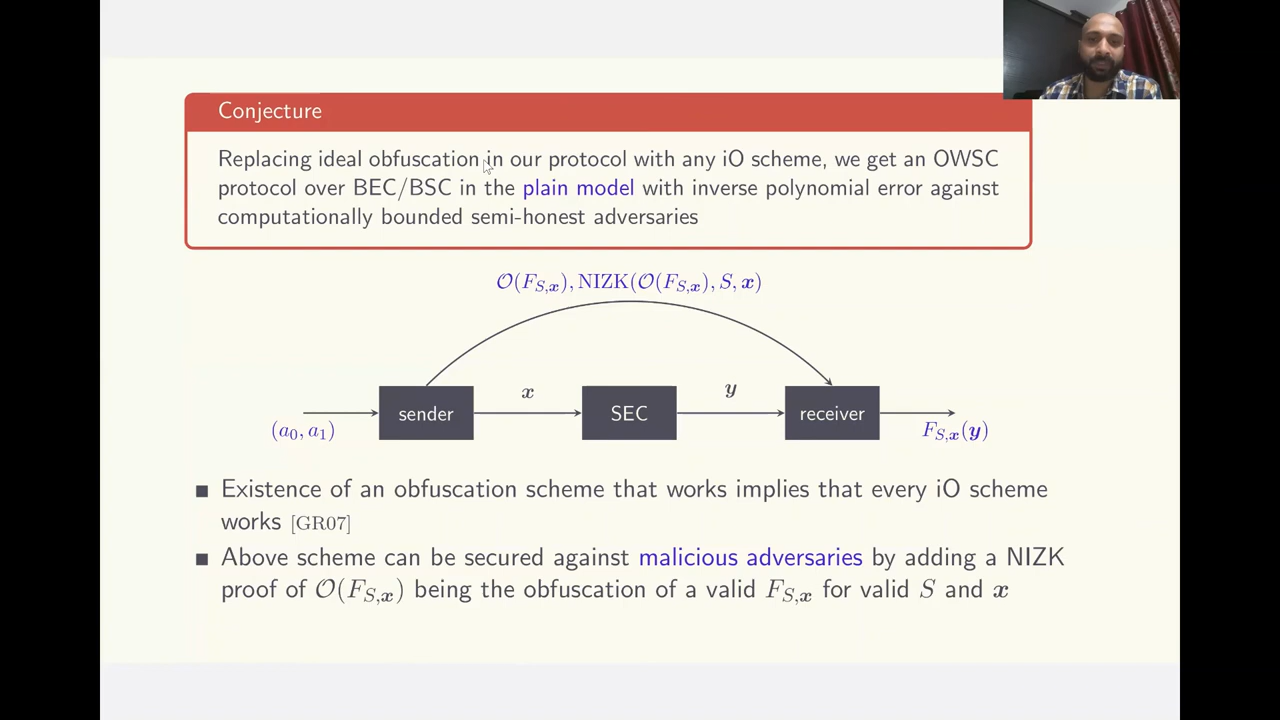 Conjecture
Replacing ideal obfuscation in our protocol with any iO scheme, we get an OWSC
protocol over BEC/BSC in the plain model with inverse polynomial error against
computationally bounded semi-honest adversaries
𝒪(F_{S,𝒙}), NIZK(𝒪(F_{S,𝒙}), S, 𝒙)
sender
𝒙
SEC
𝒚
receiver
(a₀, a₁)
F_{S,𝒙}(𝒚)
■ Existence of an obfuscation scheme that works implies that every iO scheme
works [GR07]
■ Above scheme can be secured against malicious adversaries by adding a NIZK
proof of 𝒪(F_{S,𝒙}) being the obfuscation of a valid F_{S,𝒙} for valid S and 𝒙